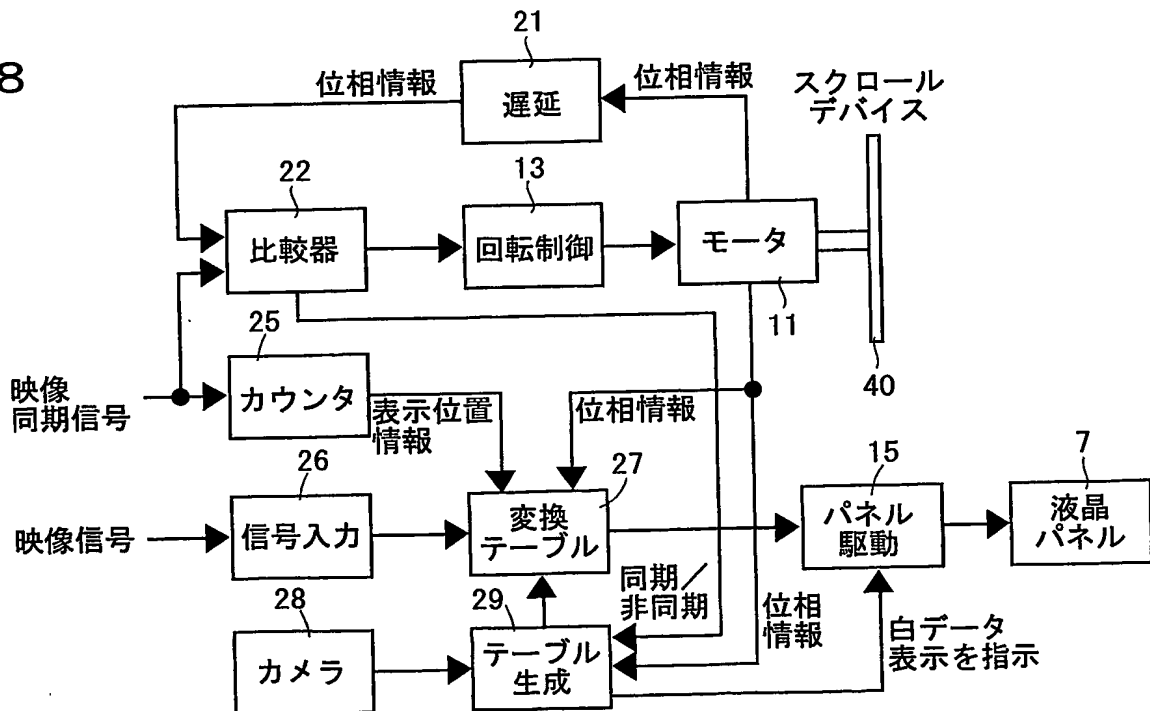 8
21
位相情報
遅延
位相情報
スクロール
デバイス
22
比較器
13
回転制御
モータ
11
40
映像
同期信号
25
カウンタ
表示位置
情報
位相情報
映像信号
26
信号入力
27
変換
テーブル
15
パネル
駆動
7
液晶
パネル
28
カメラ
29
テーブル
生成
同期／
非同期
位相
情報
白データ
表示を指示